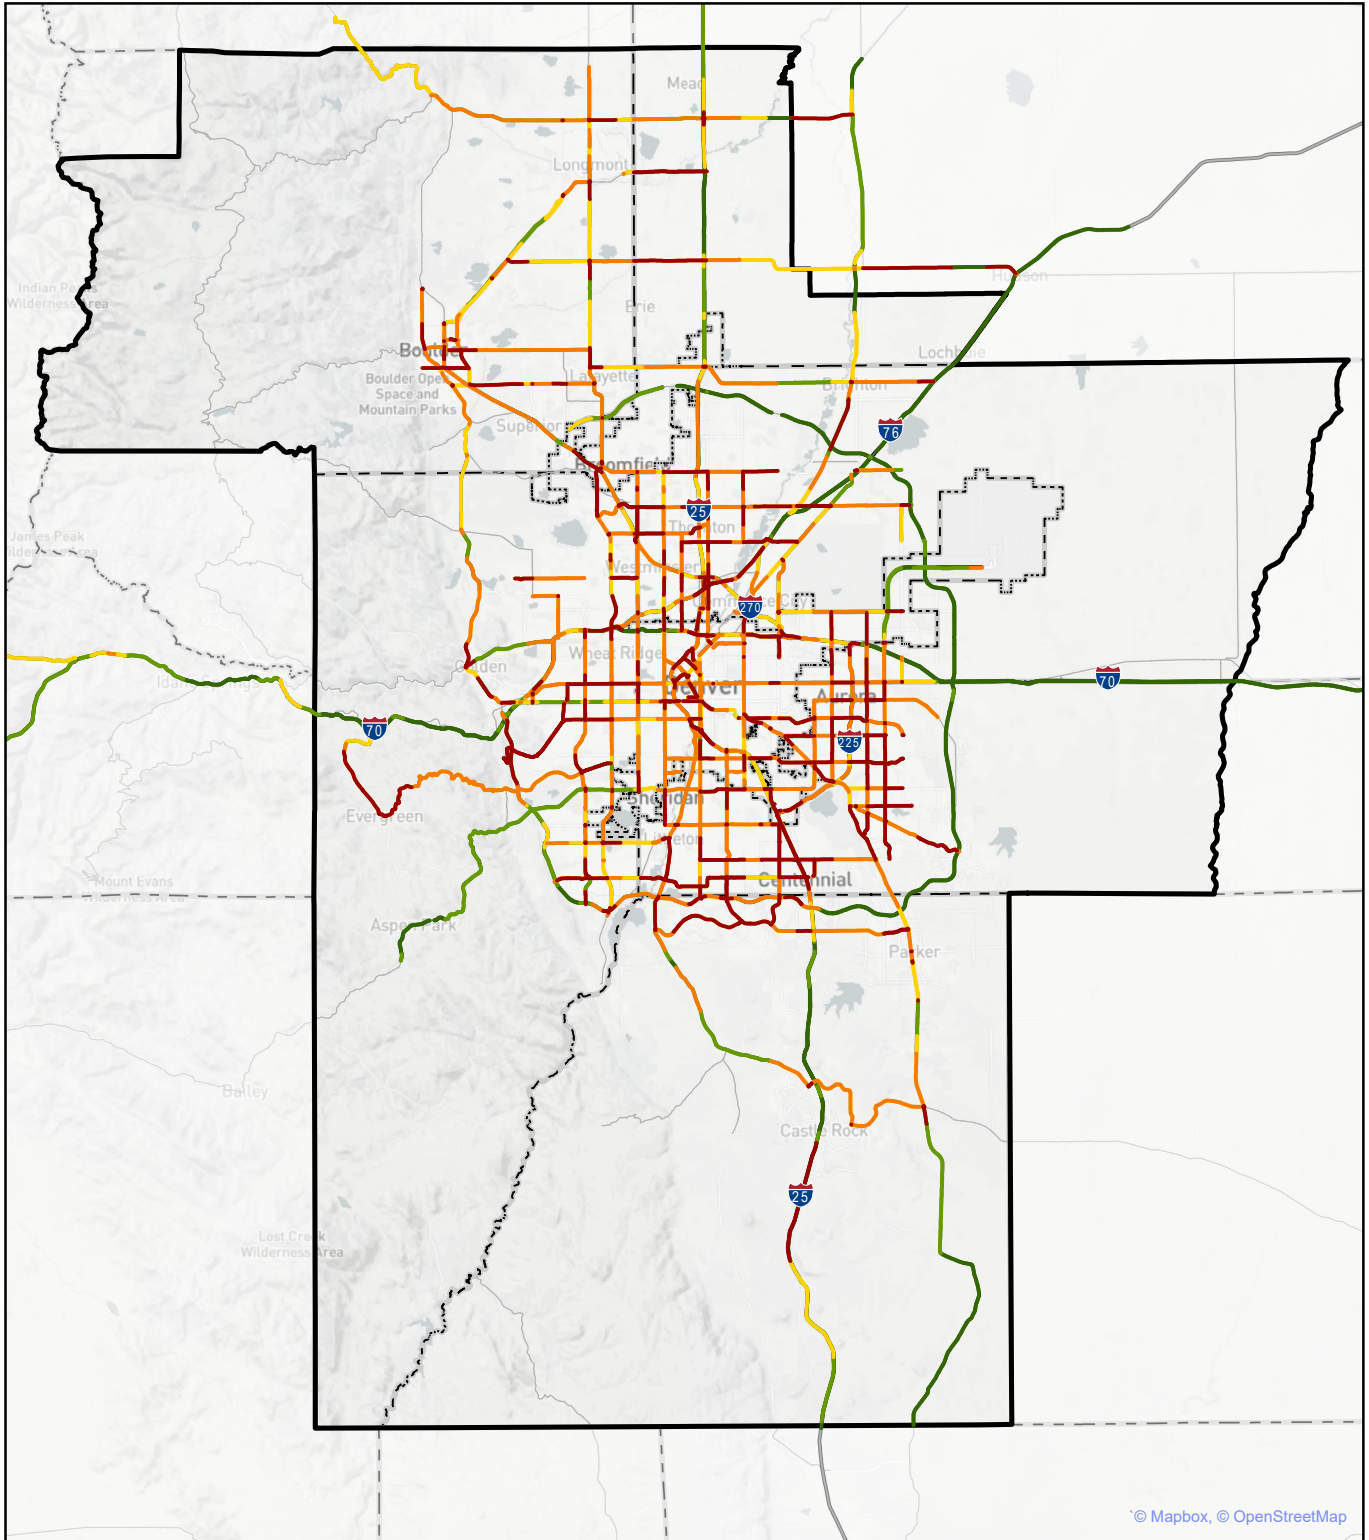 Mead
Longmont
Indian Peaks
Wilderness Area
Hudson
Erie
Boulder
Lochbuie
Boulder Open
Space and
Mountain Parks
Lafayette
Brighton
Superior
76
Broomfield
25
Thornton
James Peak
Wilderness Area
Westminster
Commerce City
270
Wheat Ridge
Golden
Idaho Springs
Denver
Aurora
70
70
225
Sheridan
Evergreen
Littleton
Centennial
Mount Evans
Wilderness Area
Aspen Park
Parker
Bailey
Castle Rock
25
Lost Creek
Wilderness Area
`© Mapbox, © OpenStreetMap